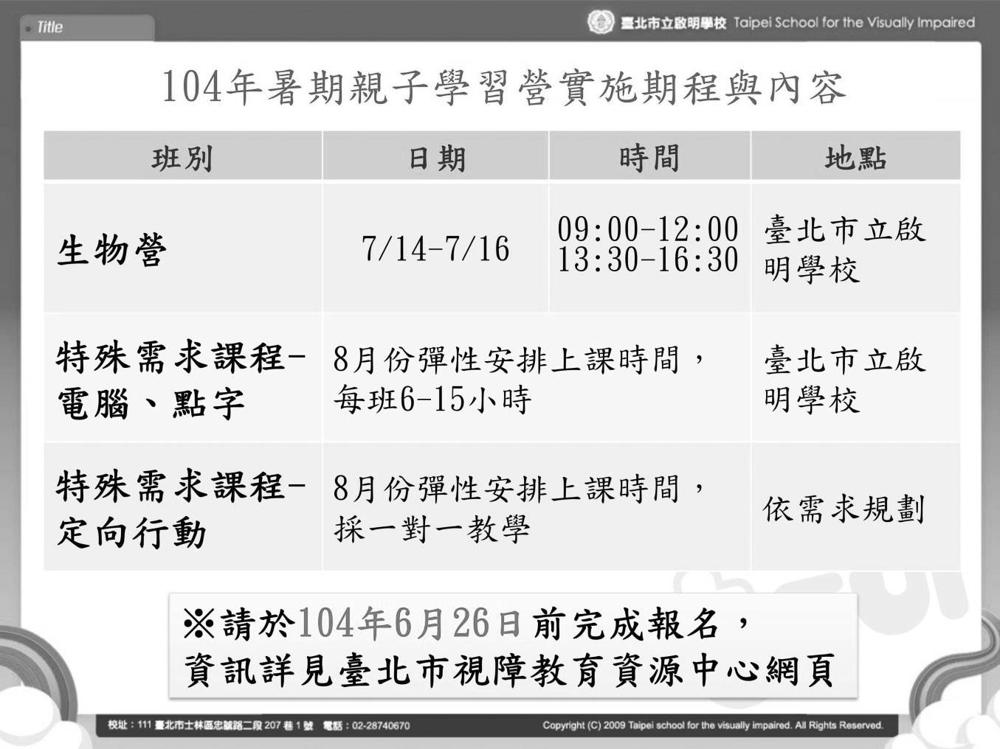 Title
臺北市立啟明學校 Taipei School for the Visually Impaired
104年暑期親子學習營實施期程與內容
班別 日期 時間 地點
生物營 7/14-7/16 09:00-12:00 13:30-16:30 臺北市立啟明學校
特殊需求課程-
電腦、點字
8月份彈性安排上課時間，
每班6-15小時
臺北市立啟
明學校
特殊需求課程-
定向行動
8月份彈性安排上課時間，
採一對一教學
依需求規劃
※請於104年6月26日前完成報名，
資訊詳見臺北市視障教育資源中心網頁
校址：111 臺北市士林區忠誠路二段 207 巷 1 號 電話：02-28740670
Copyright (C) 2009 Taipei school for the visually impaired. All Rights Reserved.